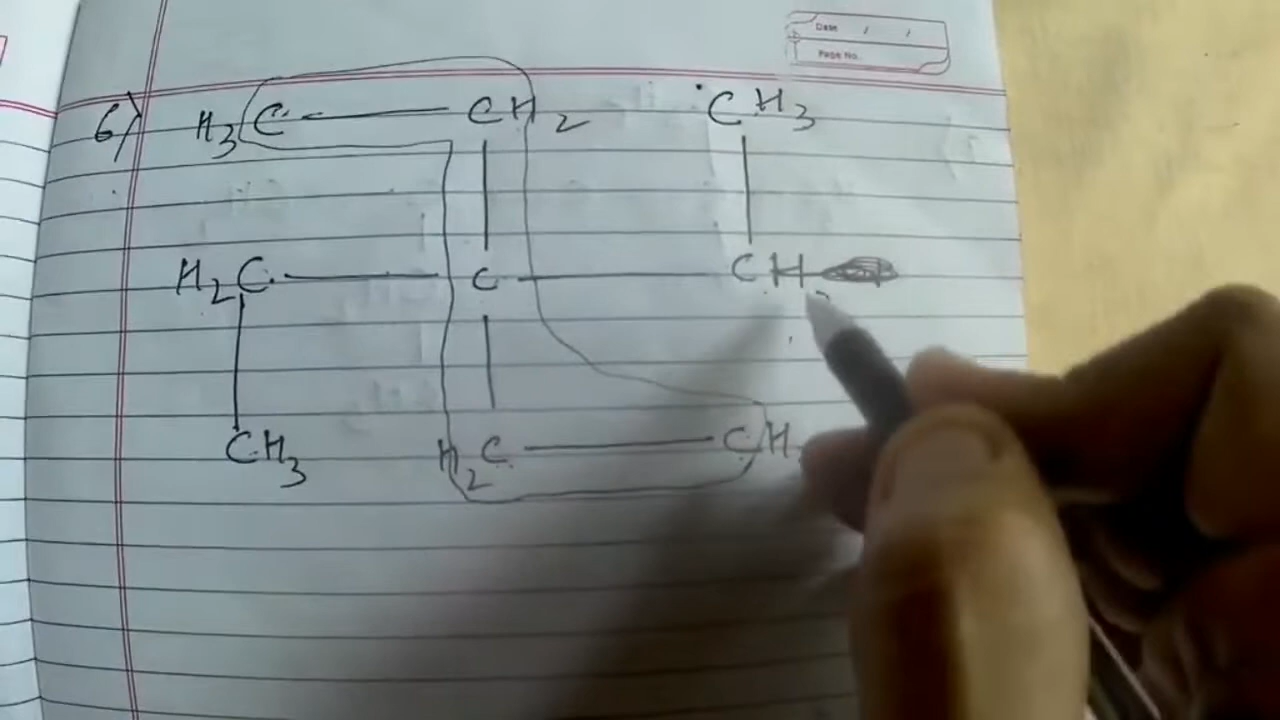 Date / /
Page No.
6) H3C CH2 CH3
H2C C CH2
CH3 H2C CH